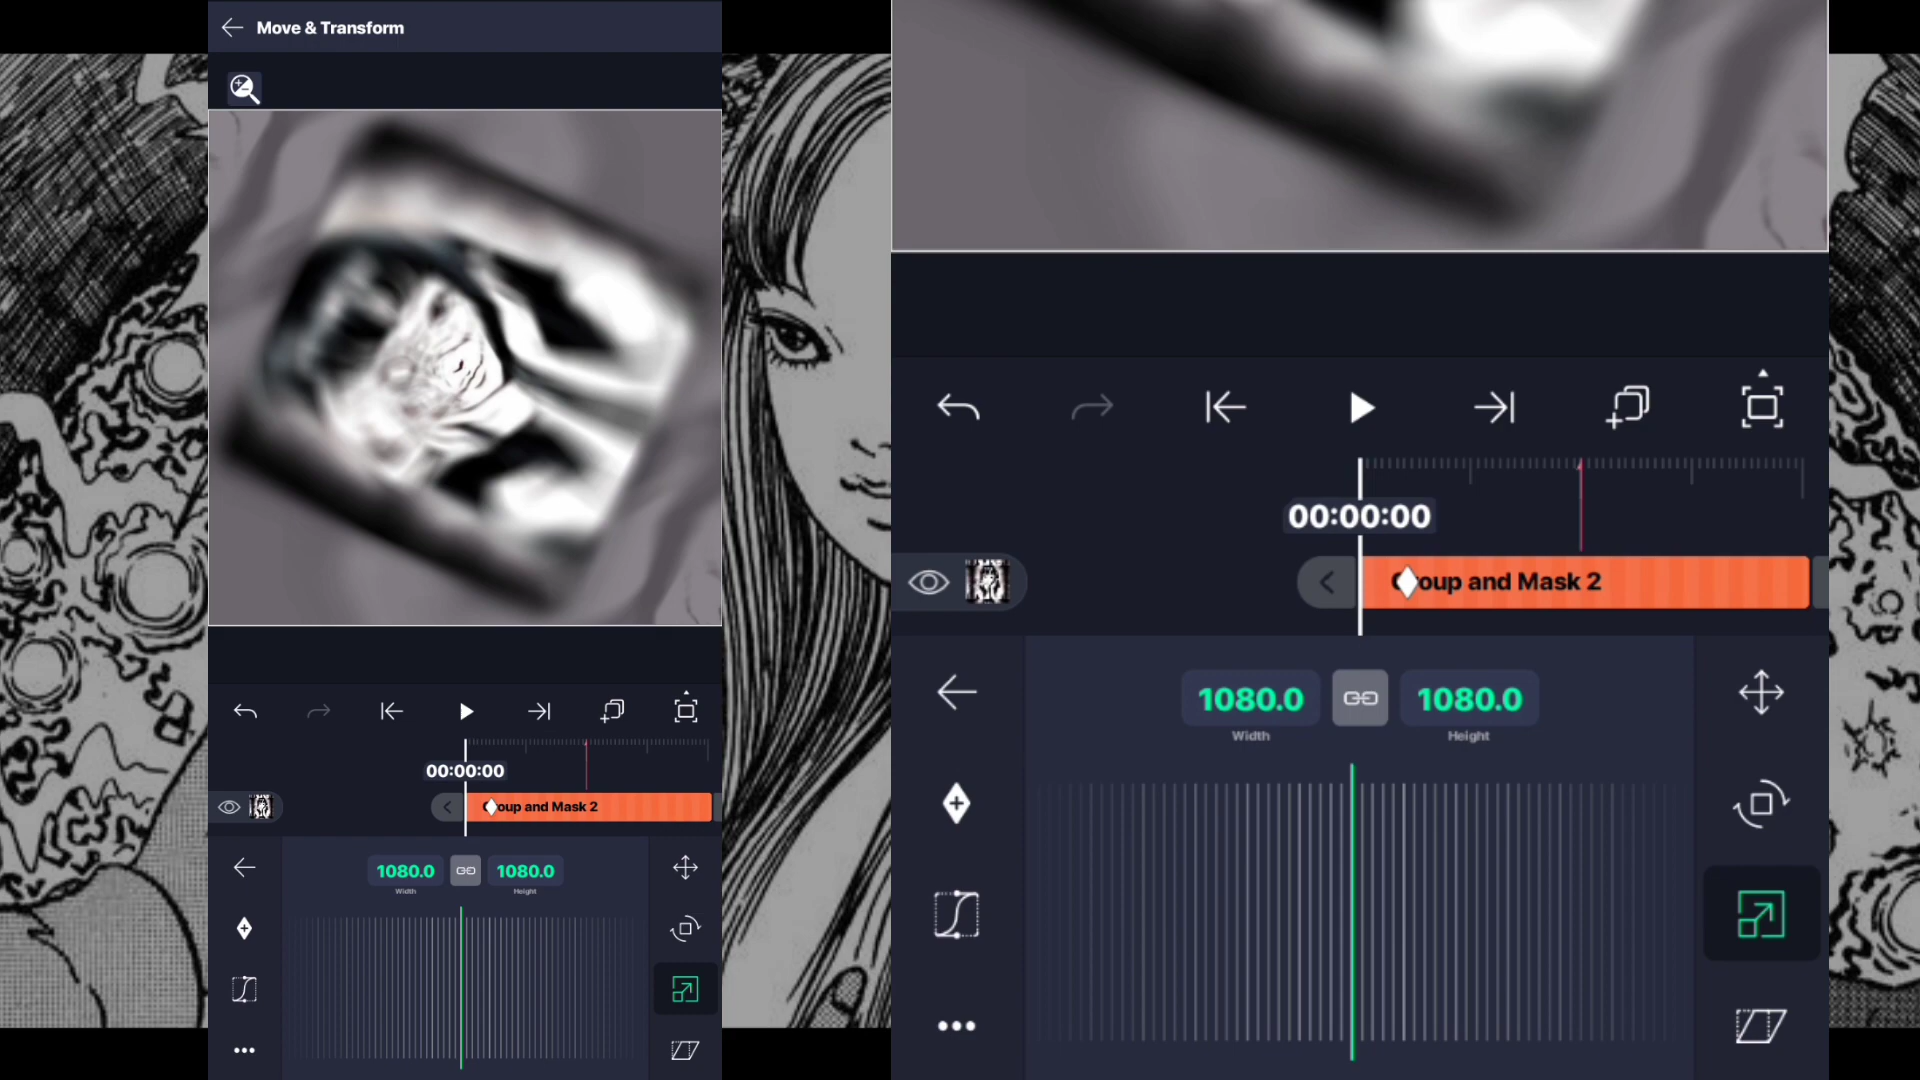 Move & Transform
00:00:00
oup and Mask 2
1080.0
1080.0
Width
Height
00:00:00
oup and Mask 2
1080.0
1080.0
Width
Height